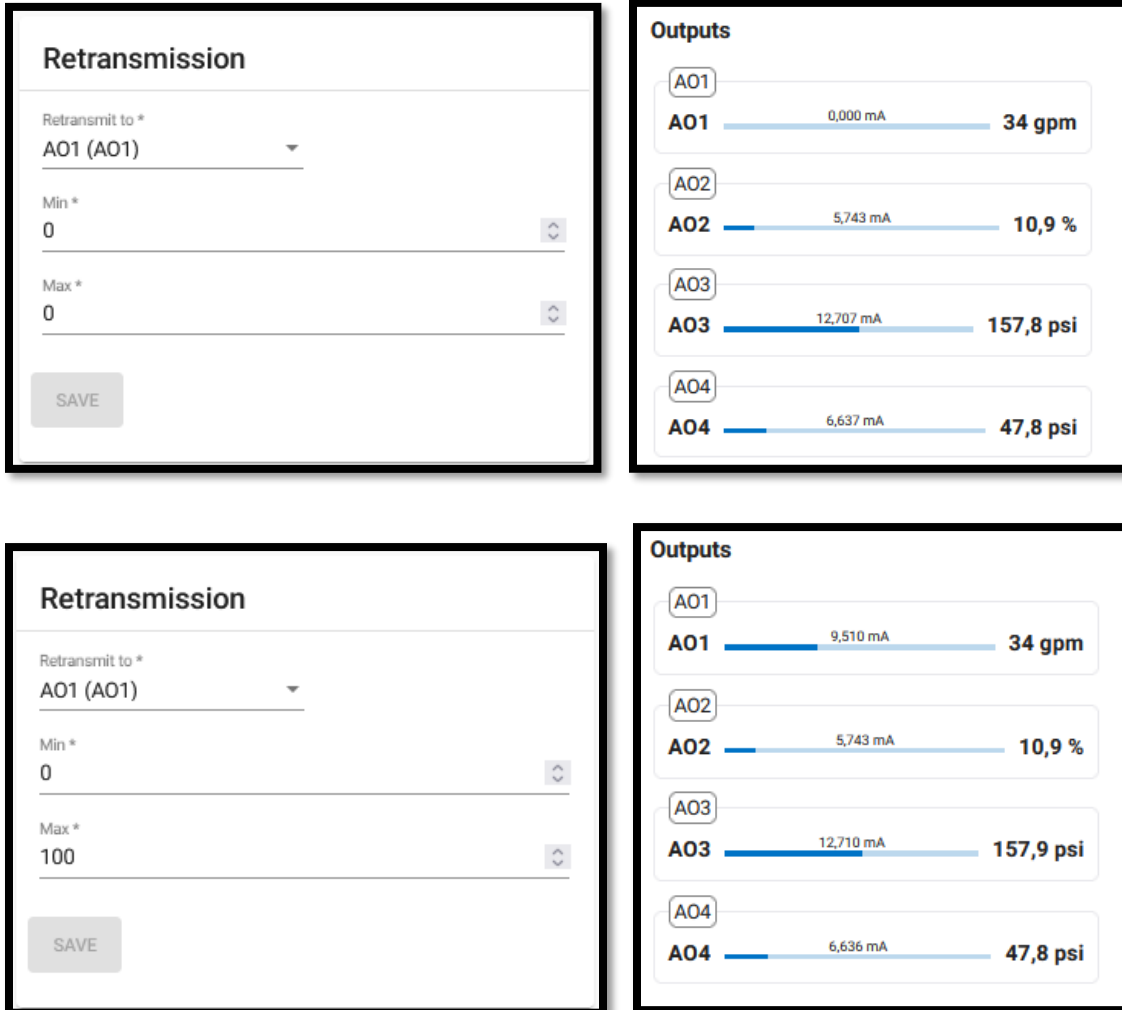 Retransmission
Retransmit to *
AO1 (AO1)
Min *
0
Max *
0
SAVE
Outputs
AO1
AO1 0,000 mA 34 gpm
AO2
AO2 5,743 mA 10,9 %
AO3
AO3 12,707 mA 157,8 psi
AO4
AO4 6,637 mA 47,8 psi
Retransmission
Retransmit to *
AO1 (AO1)
Min *
0
Max *
100
SAVE
Outputs
AO1
AO1 9,510 mA 34 gpm
AO2
AO2 5,743 mA 10,9 %
AO3
AO3 12,710 mA 157,9 psi
AO4
AO4 6,636 mA 47,8 psi